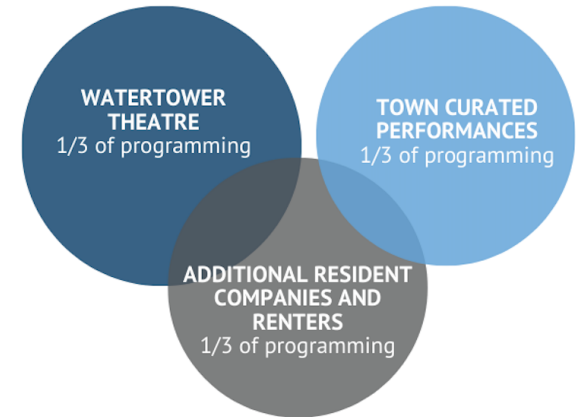 WATERTOWER
THEATRE
1/3 of programming
TOWN CURATED
PERFORMANCES
1/3 of programming
ADDITIONAL RESIDENT
COMPANIES AND
RENTERS
1/3 of programming